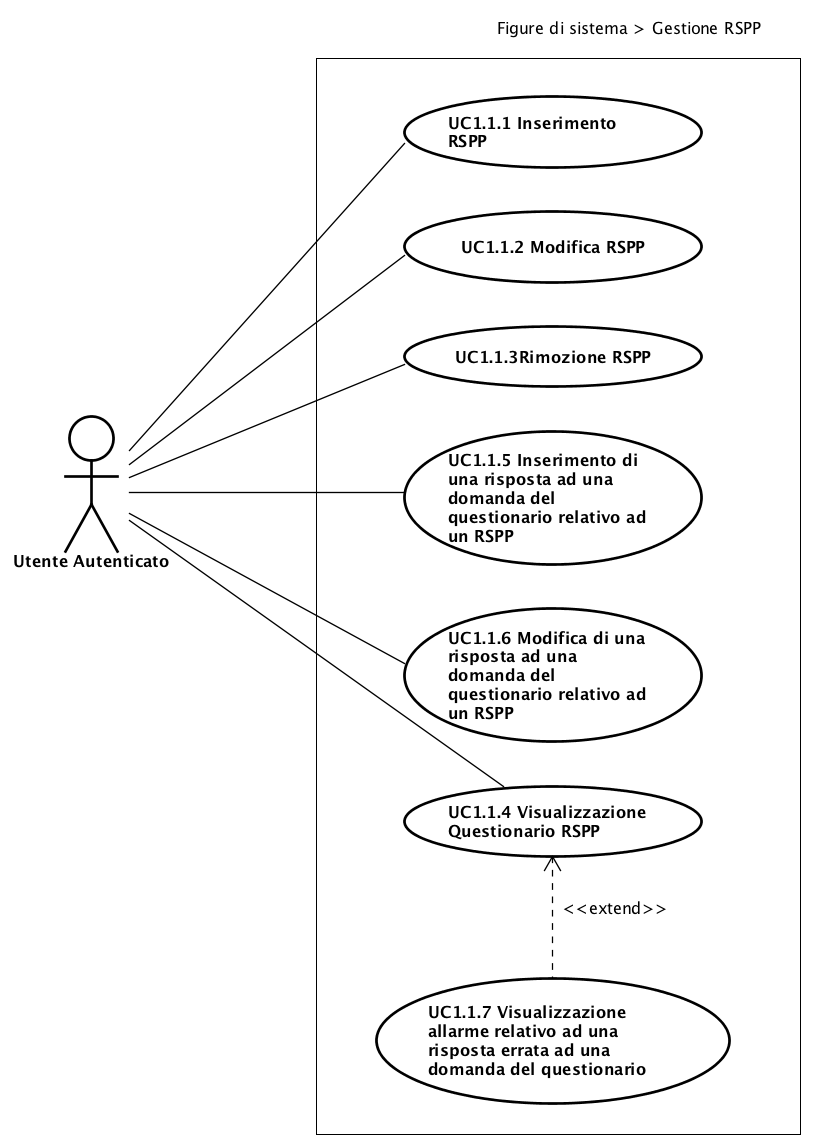 Figure di sistema > Gestione RSPP
UC1.1.1 Inserimento
RSPP
UC1.1.2 Modifica RSPP
UC1.1.3Rimozione RSPP
UC1.1.5 Inserimento di
una risposta ad una
domanda del
questionario relativo ad
un RSPP
Utente Autenticato
UC1.1.6 Modifica di una
risposta ad una
domanda del
questionario relativo ad
un RSPP
UC1.1.4 Visualizzazione
Questionario RSPP
<<extend>>
UC1.1.7 Visualizzazione
allarme relativo ad una
risposta errata ad una
domanda del questionario